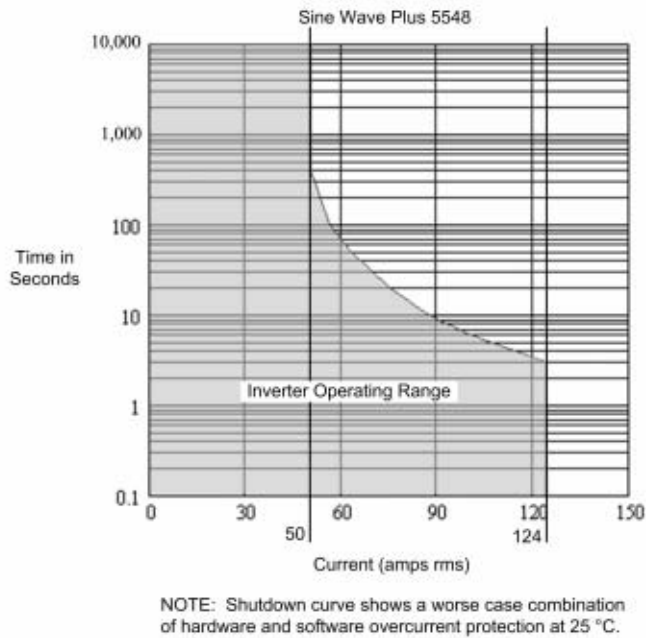 Sine Wave Plus 5548
10,000
1,000
100
Time in
Seconds
10
Inverter Operating Range
1
0.1
0 30 60 90 120 150
50 124
Current (amps rms)
NOTE: Shutdown curve shows a worse case combination
of hardware and software overcurrent protection at 25 °C.